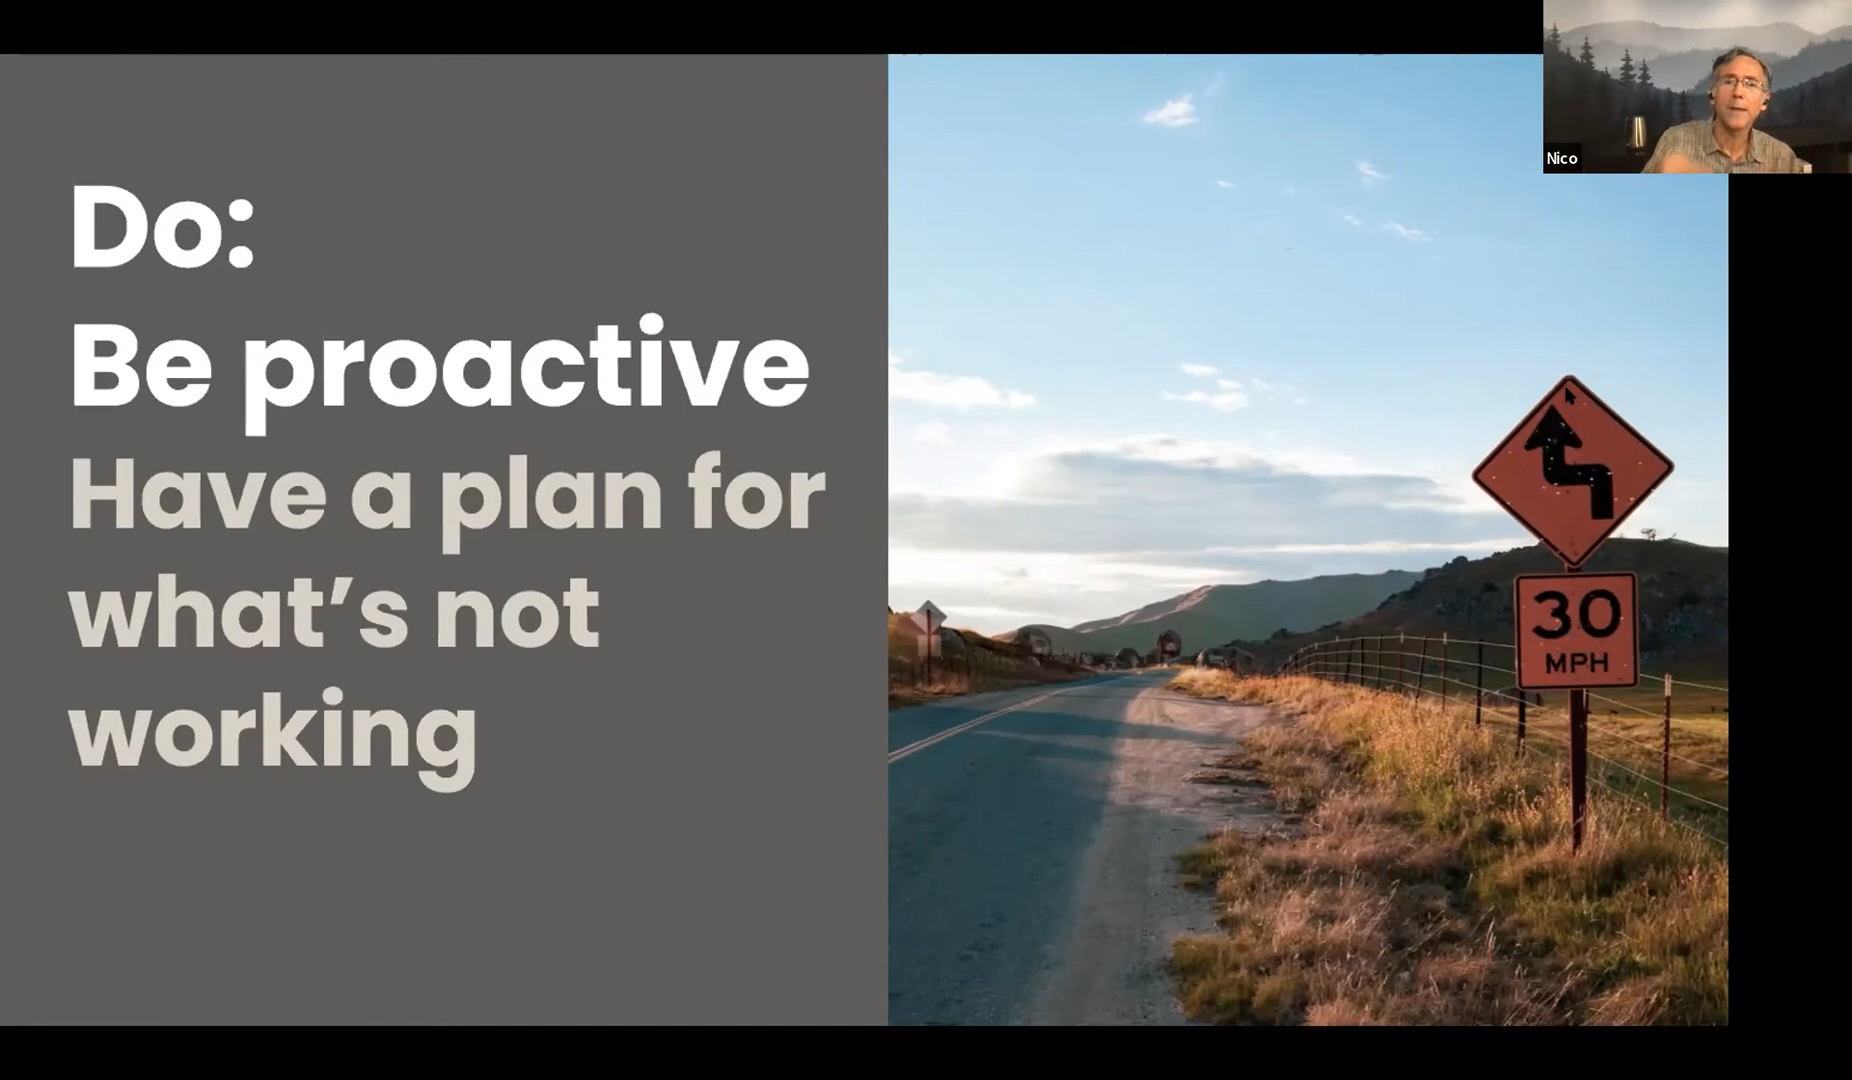 Do:
Be proactive
Have a plan for
what’s not
working
Nico
30
MPH